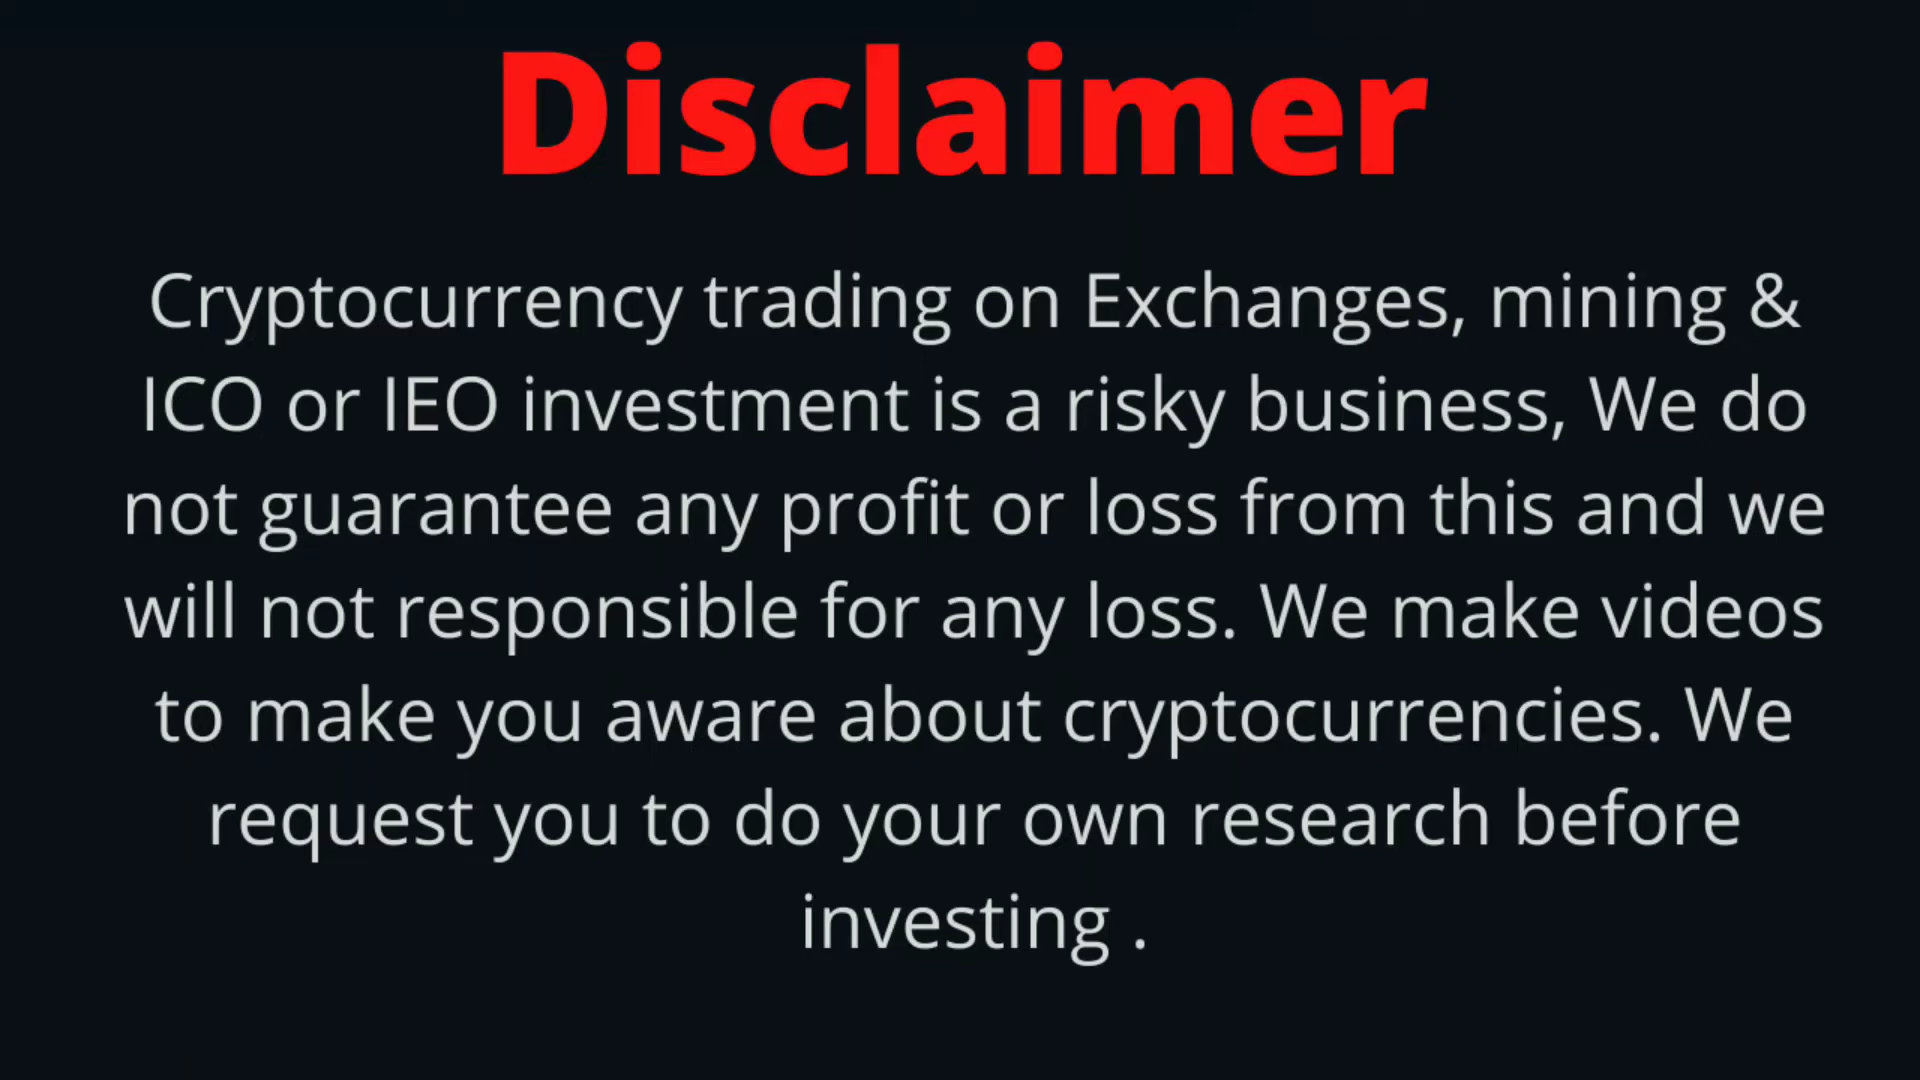 Disclaimer
Cryptocurrency trading on Exchanges, mining &
ICO or IEO investment is a risky business, We do
not guarantee any profit or loss from this and we
will not responsible for any loss. We make videos
to make you aware about cryptocurrencies. We
request you to do your own research before
investing .